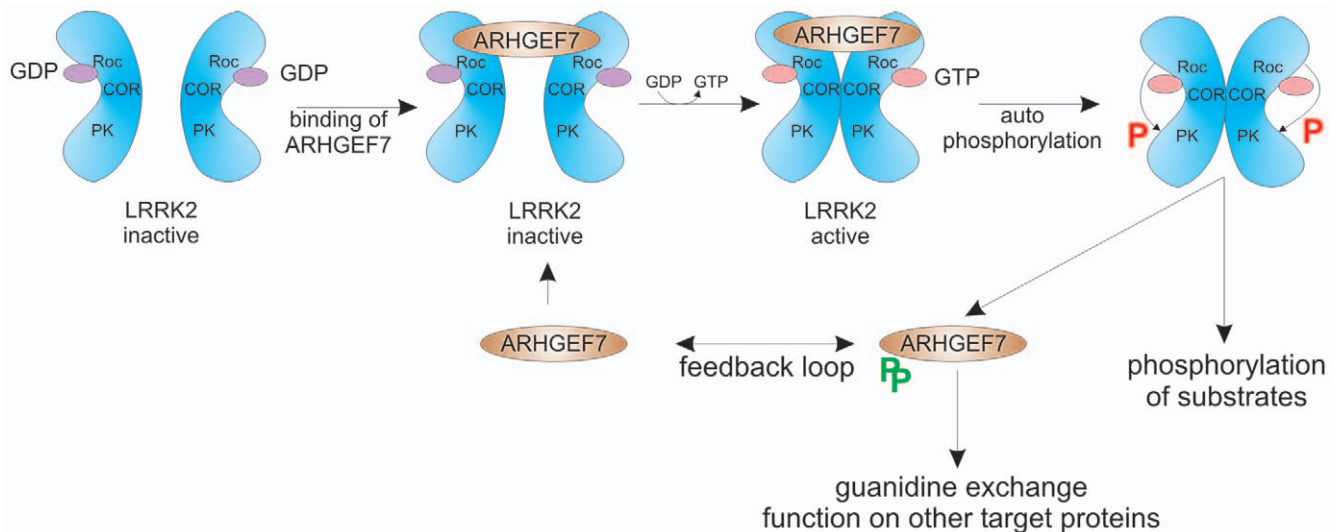 GDP
Roc
COR
PK
Roc
COR
PK
GDP
LRRK2
inactive
binding of
ARHGEF7
ARHGEF7
Roc
COR
PK
Roc
COR
PK
LRRK2
inactive
GDP GTP
ARHGEF7
Roc
COR
PK
Roc
COR
PK
GTP
LRRK2
active
auto
phosphorylation
Roc
COR
PK
P
Roc
COR
PK
P
ARHGEF7
feedback loop
ARHGEF7
PP
phosphorylation
of substrates
guanidine exchange
function on other target proteins